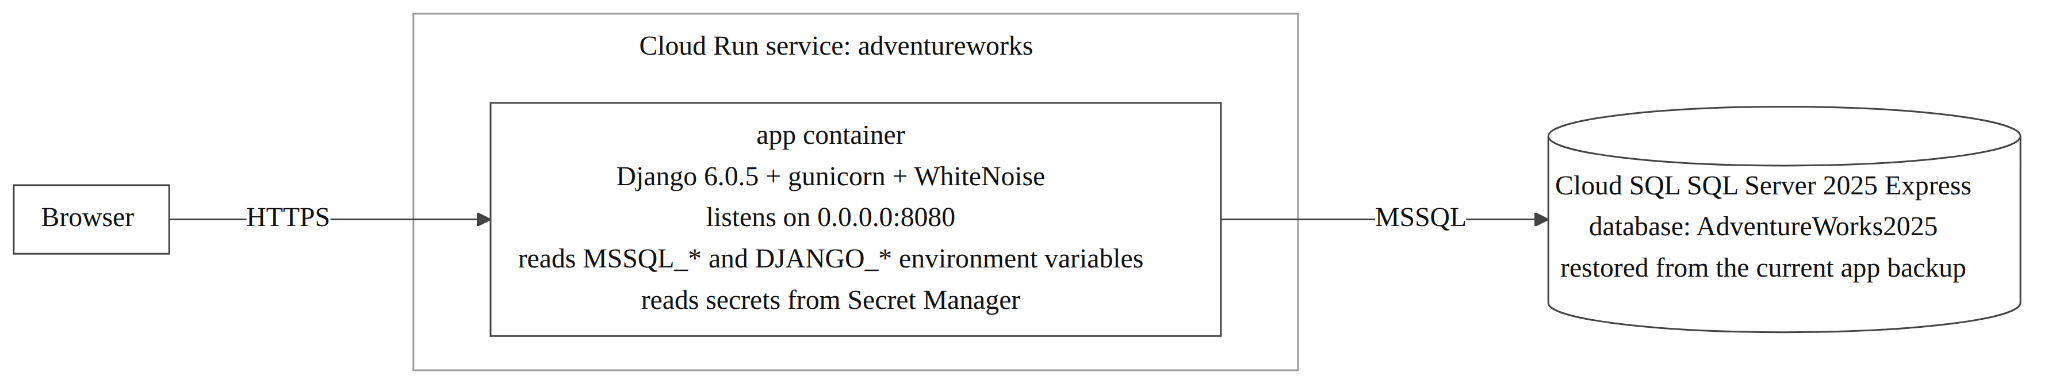 Cloud Run service: adventureworks
Browser
HTTPS
app container
Django 6.0.5 + gunicorn + WhiteNoise
listens on 0.0.0.0:8080
reads MSSQL_* and DJANGO_* environment variables
reads secrets from Secret Manager
MSSQL
Cloud SQL SQL Server 2025 Express
database: AdventureWorks2025
restored from the current app backup